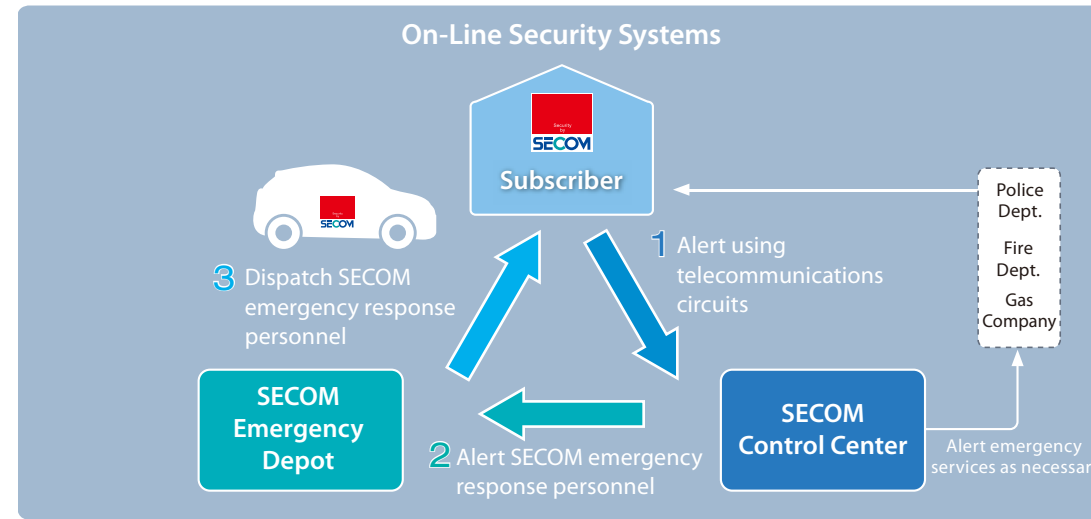 On-Line Security Systems
Security
by
SECOM
Subscriber
SECOM
1 Alert using
telecommunications
circuits
3 Dispatch SECOM
emergency response
personnel
Police
Dept.
Fire
Dept.
Gas
Company
SECOM
Emergency
Depot
2 Alert SECOM emergency
response personnel
SECOM
Control Center
Alert emergency
services as necessar